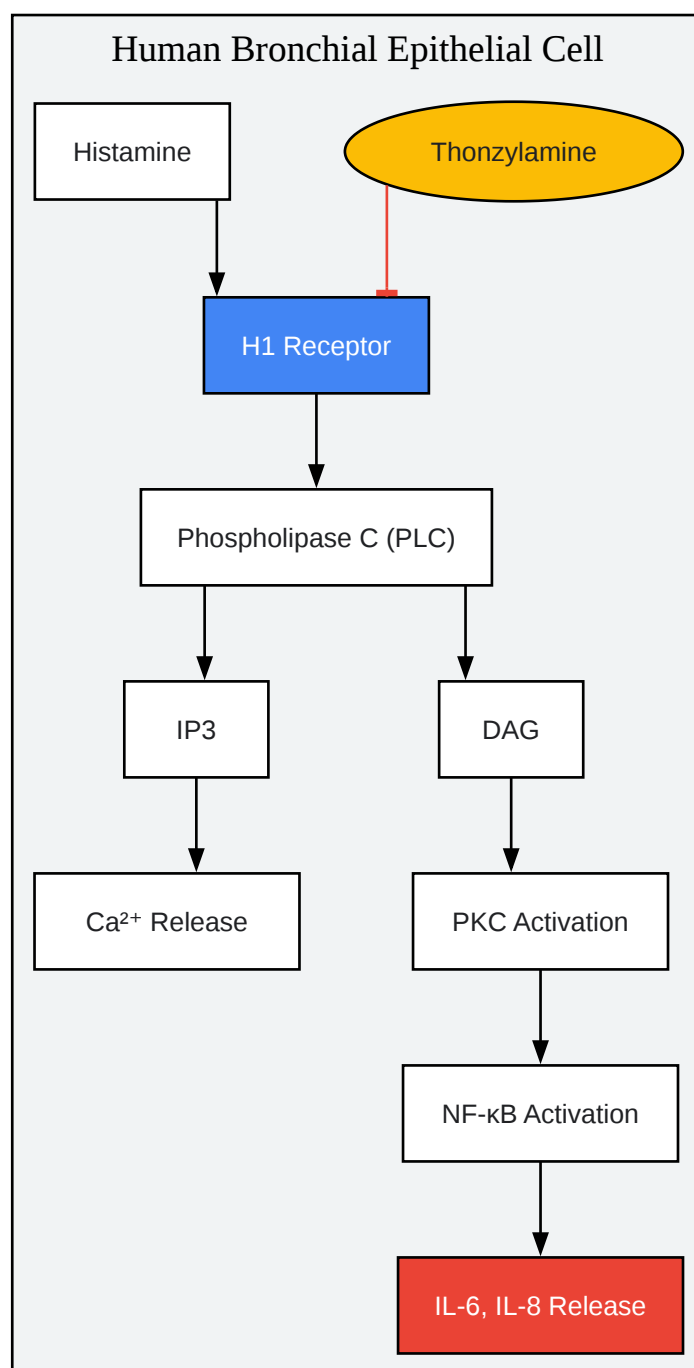 Human Bronchial Epithelial Cell
Histamine
Thonzylamine
H1 Receptor
Phospholipase C (PLC)
IP3
DAG
Ca²⁺ Release
PKC Activation
NF-κB Activation
IL-6, IL-8 Release